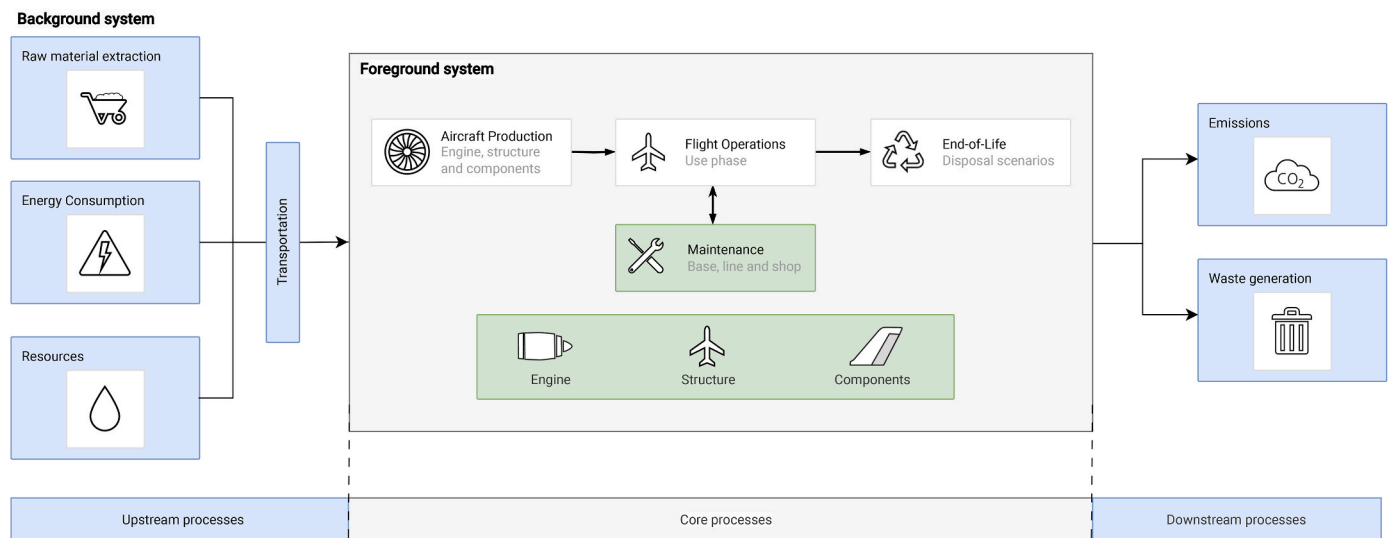 Background system
Raw material extraction
Energy Consumption
Resources
Transportation
Foreground system
Aircraft Production
Engine, structure
and components
Flight Operations
Use phase
End-of-Life
Disposal scenarios
Maintenance
Base, line and shop
Engine
Structure
Components
Emissions
CO₂
Waste generation
Upstream processes
Core processes
Downstream processes